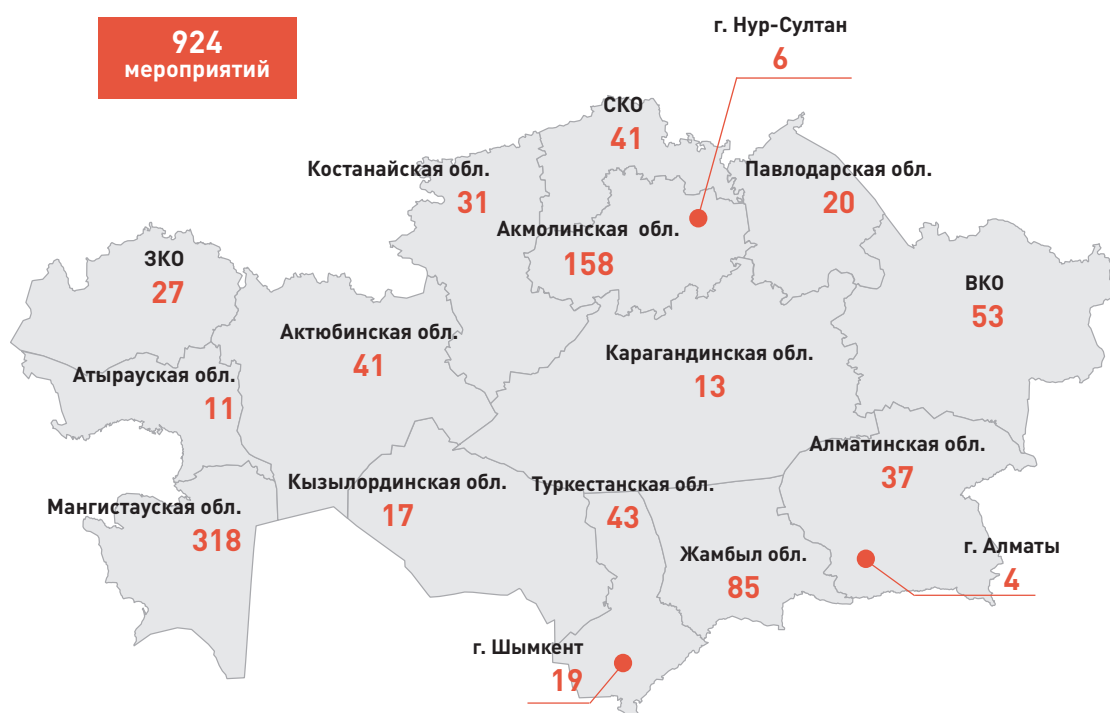 924
мероприятий
г. Нур-Султан
6
СКО
41
Костанайская обл.
31
Павлодарская обл.
20
Акмолинская обл.
158
ЗКО
27
ВКО
53
Актюбинская обл.
41
Карагандинская обл.
13
Атырауская обл.
11
Алматинская обл.
37
Кызылординская обл.
17
Туркестанская обл.
43
Мангистауская обл.
318
Жамбыл обл.
85
г. Алматы
4
г. Шымкент
19